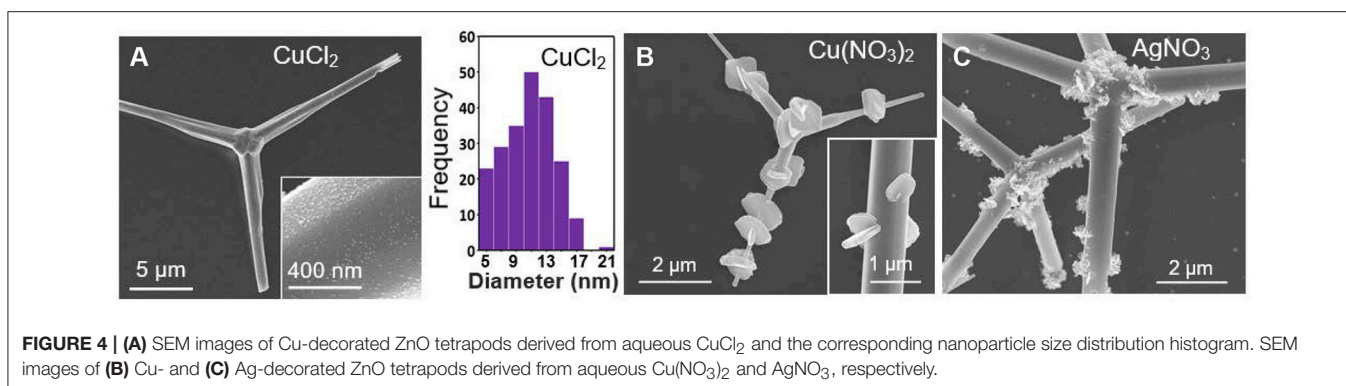 A
CuCl₂
5 µm
400 nm
CuCl₂
Frequency
60
50
40
30
20
10
0
5 9 13 17 21
Diameter (nm)
B
Cu(NO₃)₂
2 µm
1 µm
C
AgNO₃
2 µm
FIGURE 4 | (A) SEM images of Cu-decorated ZnO tetrapods derived from aqueous CuCl₂ and the corresponding nanoparticle size distribution histogram. SEM
images of (B) Cu- and (C) Ag-decorated ZnO tetrapods derived from aqueous Cu(NO₃)₂ and AgNO₃, respectively.